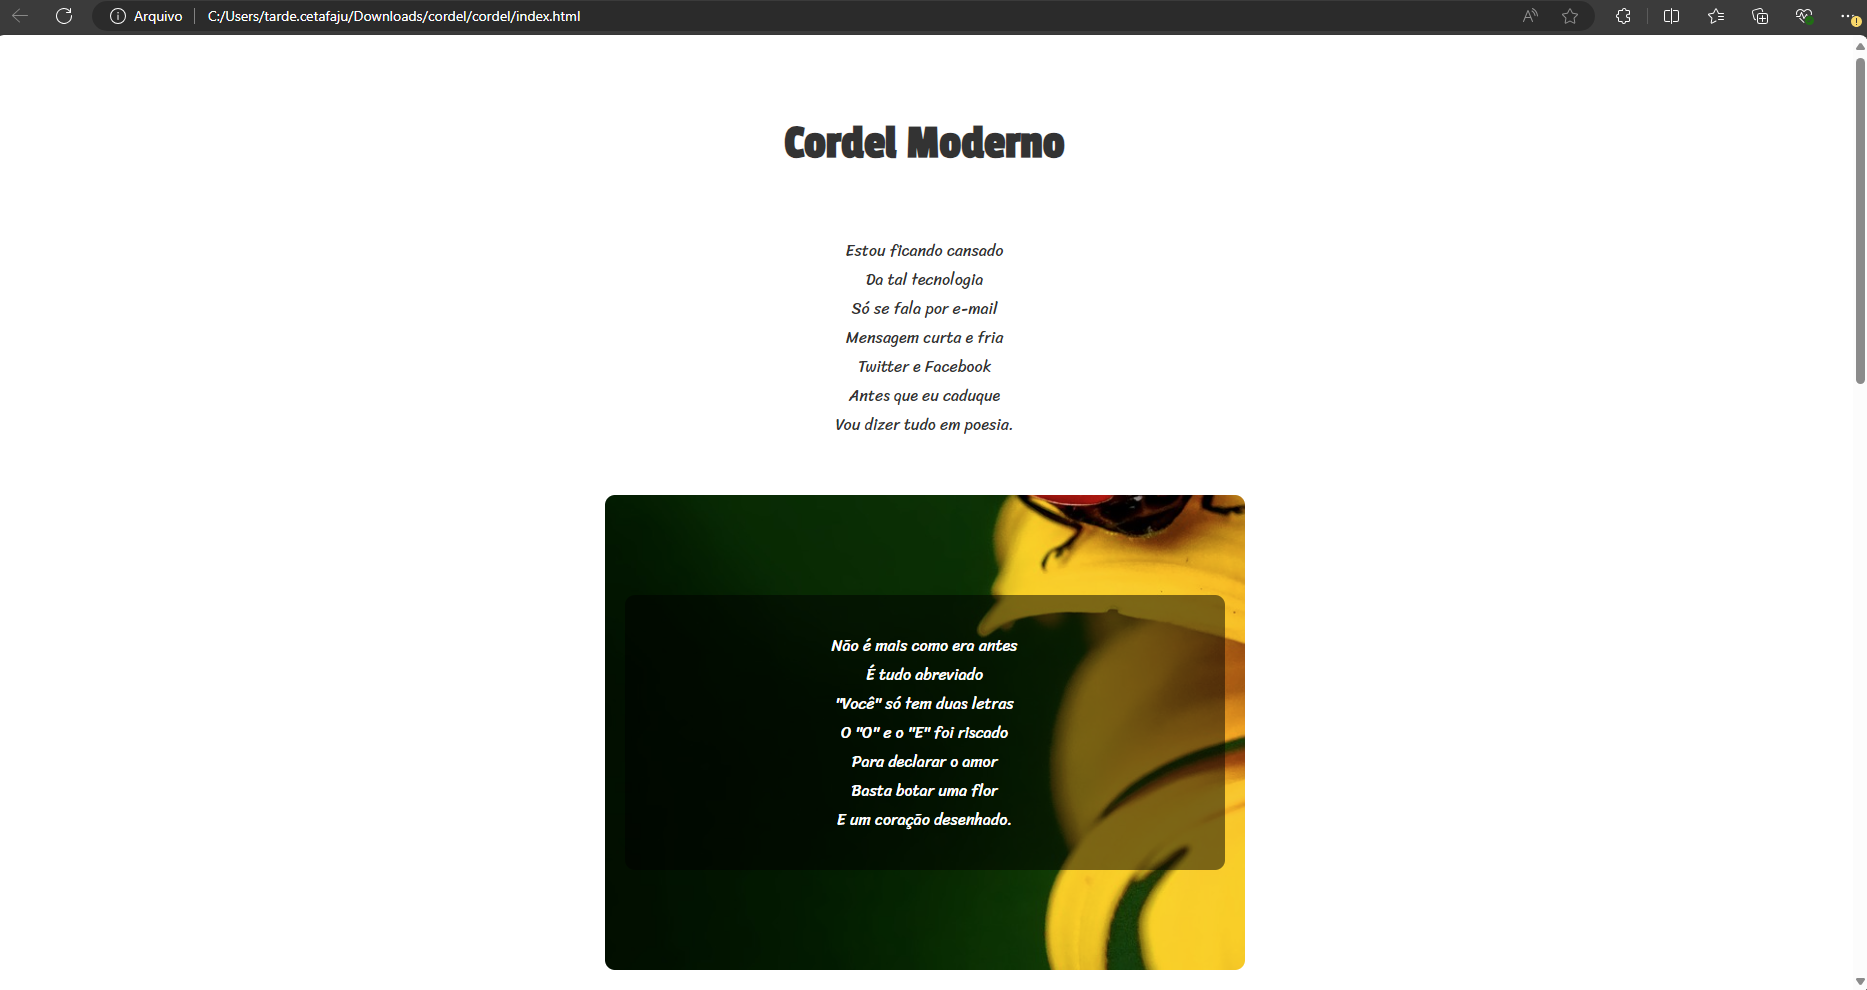 Arquivo
C:/Users/tarde.cetafaju/Downloads/cordel/cordel/index.html
Cordel Moderno
Estou ficando cansado
Da tal tecnologia
Só se fala por e-mail
Mensagem curta e fria
Twitter e Facebook
Antes que eu caduque
Vou dizer tudo em poesia.
Não é mais como era antes
É tudo abreviado
"Você" só tem duas letras
O "O" e o "E" foi riscado
Para declarar o amor
Basta botar uma flor
E um coração desenhado.